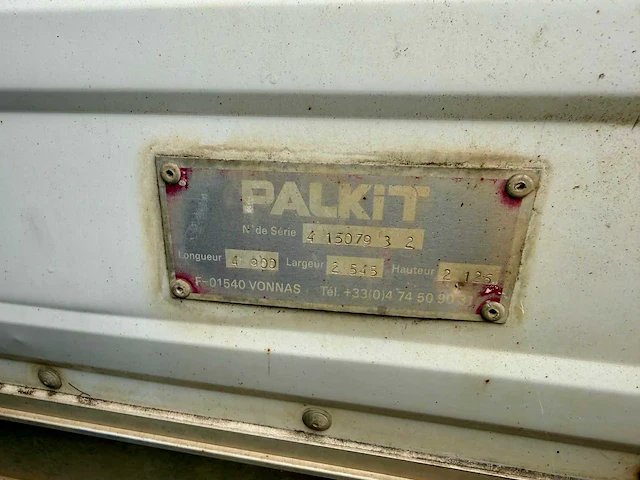 PALKiT
N° de Série 4 15079 3 2
Longueur 4 900 Largeur 2 545 Hauteur 2 125
F-01540 VONNAS Tél. +33(0)4 74 50 90